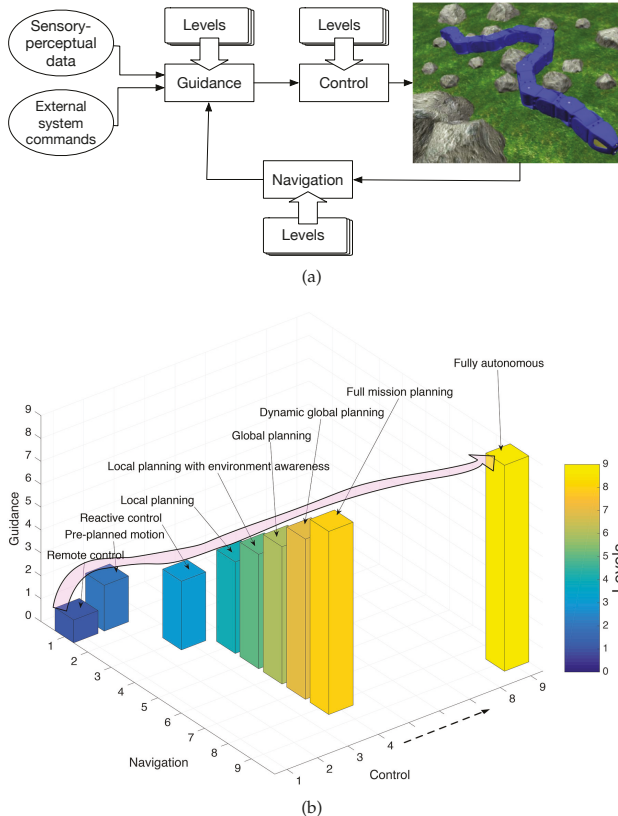 Sensory-
perceptual
data
External
system
commands
Levels
Levels
Guidance
Control
Navigation
Levels
(a)
Fully autonomous
Full mission planning
Dynamic global planning
Global planning
Local planning with environment awareness
Local planning
Reactive control
Pre-planned motion
Remote control
Guidance
9
8
7
6
5
4
3
2
1
0
1
2
3
4
5
6
7
8
9
Navigation
1
2
3
4
8
9
Control
9
8
7
6
5
4
3
2
1
0
Levels
(b)